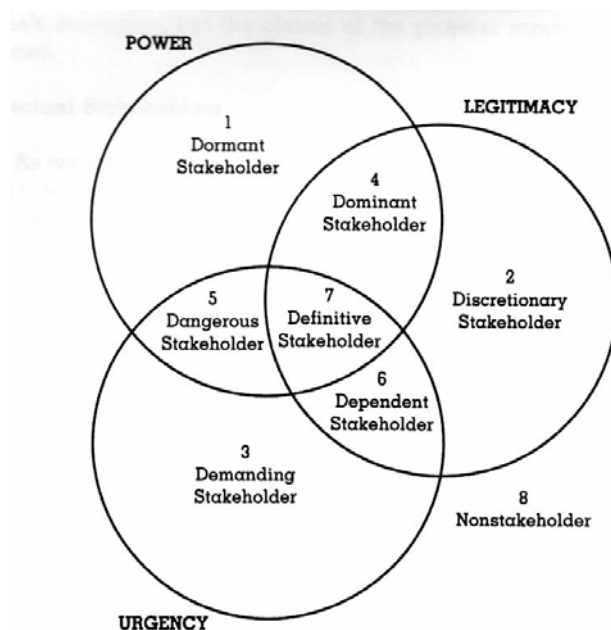 POWER
LEGITIMACY
1
Dormant
Stakeholder
4
Dominant
Stakeholder
2
Discretionary
Stakeholder
5
Dangerous
Stakeholder
7
Definitive
Stakeholder
6
Dependent
Stakeholder
3
Demanding
Stakeholder
8
Nonstakeholder
URGENCY